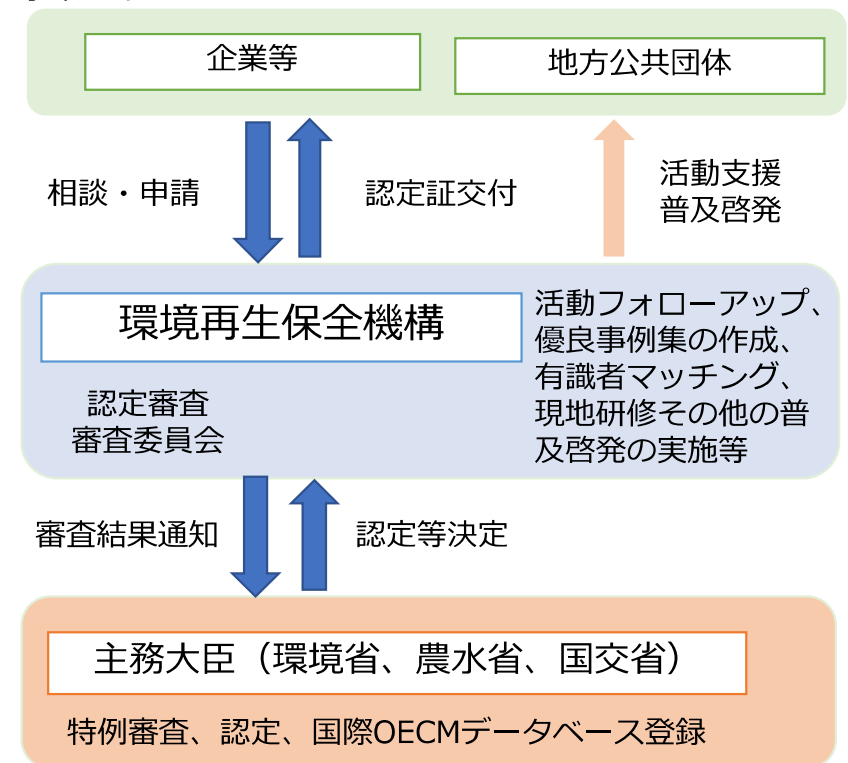 企業等
地方公共団体
相談・申請
認定証交付
活動支援
普及啓発
環境再生保全機構
認定審査
審査委員会
活動フォローアップ、
優良事例集の作成、
有識者マッチング、
現地研修その他の普
及啓発の実施等
審査結果通知
認定等決定
主務大臣（環境省、農水省、国交省）
特例審査、認定、国際OECMデータベース登録